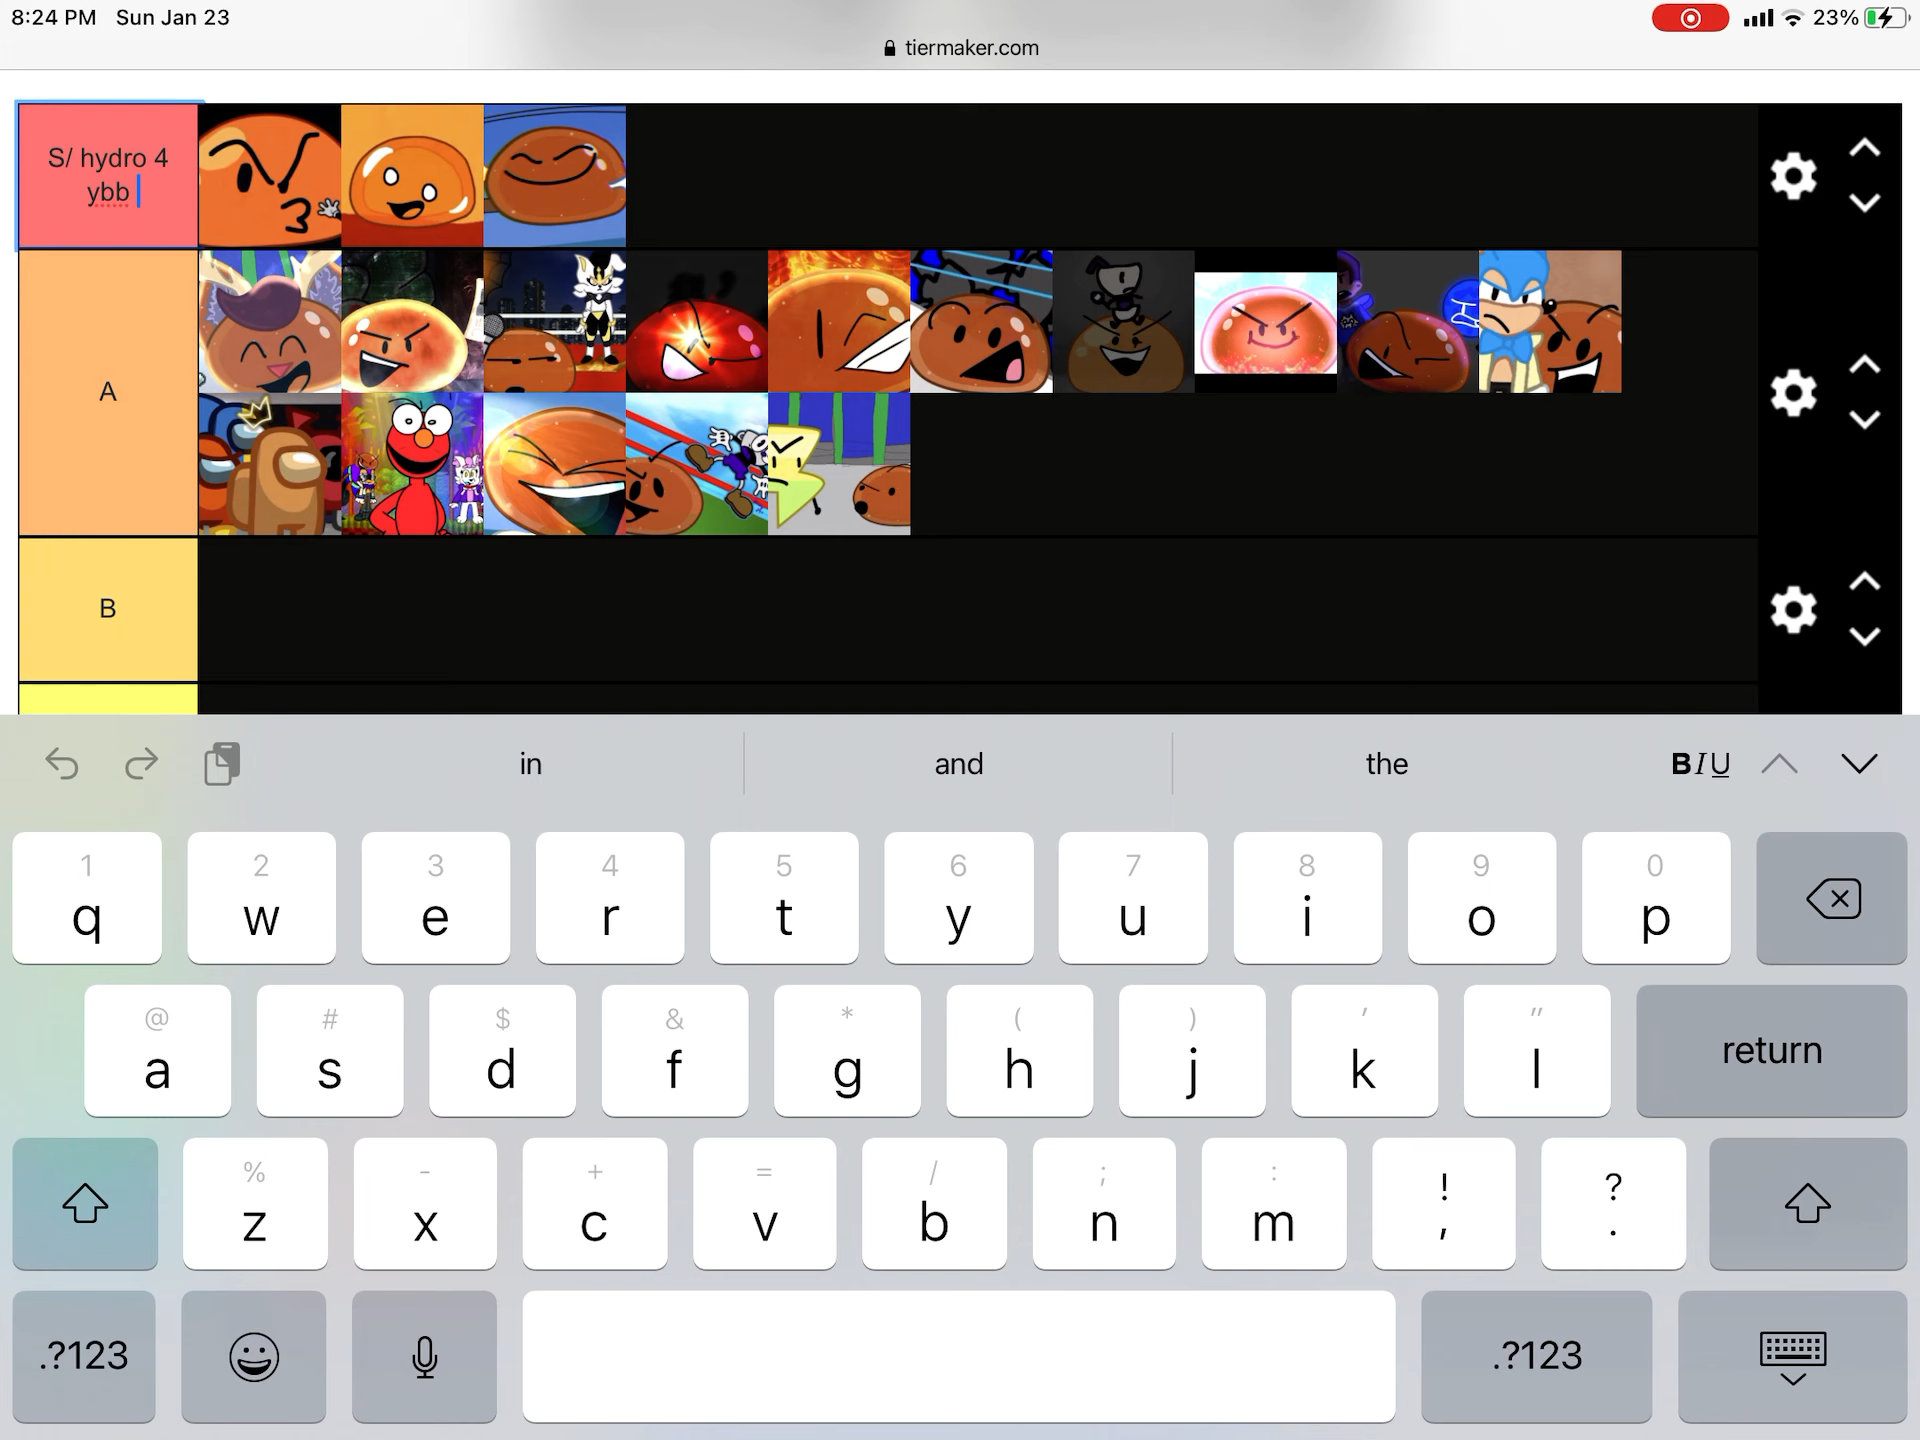 8:24 PM Sun Jan 23
23%
tiermaker.com
S/ hydro 4
ybb
A
B
in and the BIU
1 2 3 4 5 6 7 8 9 0
q w e r t y u i o p
@ # $ & * ( ) ' "
a s d f g h j k l return
% - + = / ; : ! ?
z x c v b n m , .
.?123 .?123